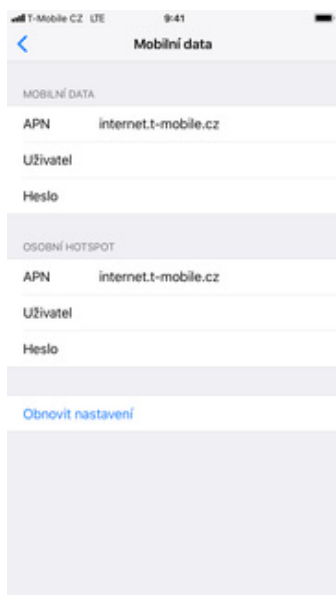 T-Mobile CZ LTE 9:41
Mobilní data
MOBILNÍ DATA
APN internet.t-mobile.cz
Uživatel
Heslo
OSOBNÍ HOTSPOT
APN internet.t-mobile.cz
Uživatel
Heslo
Obnovit nastavení